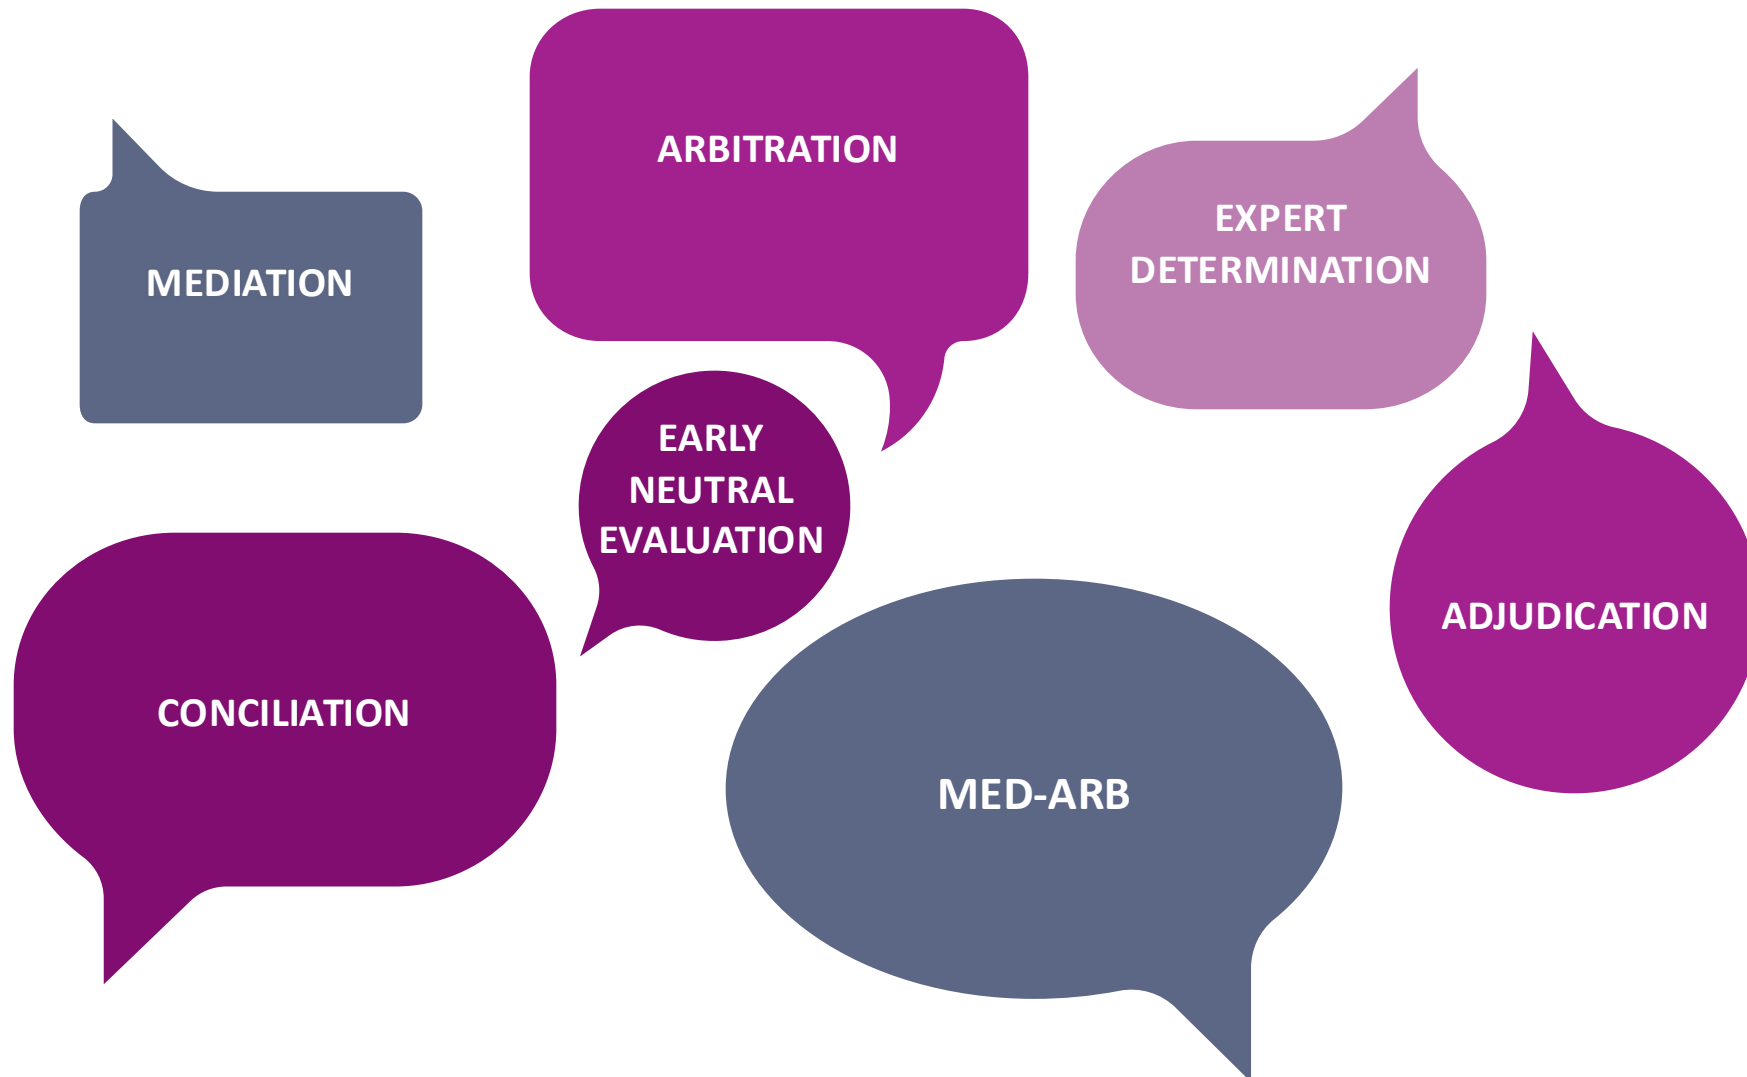 ARBITRATION
EXPERT
DETERMINATION
MEDIATION
EARLY
NEUTRAL
EVALUATION
ADJUDICATION
CONCILIATION
MED-ARB